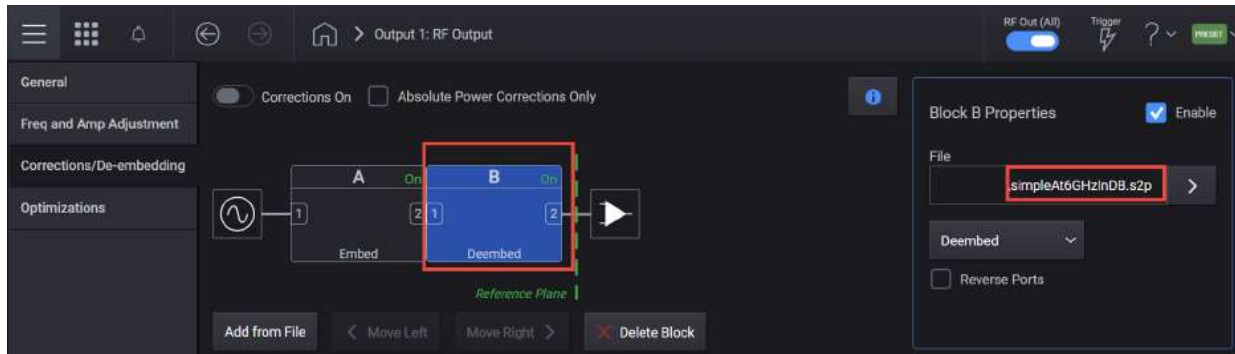 > Output 1: RF Output
RF Out (All)
Trigger
?
PRESET
General
Freq and Amp Adjustment
Corrections/De-embedding
Optimizations
Corrections On
Absolute Power Corrections Only
A On
B On
1
2
1
2
Embed
Deembed
Reference Plane
Add from File
< Move Left
Move Right >
Delete Block
Block B Properties
Enable
File
.simpleAt6GHzInDB.s2p
>
Deembed
Reverse Ports